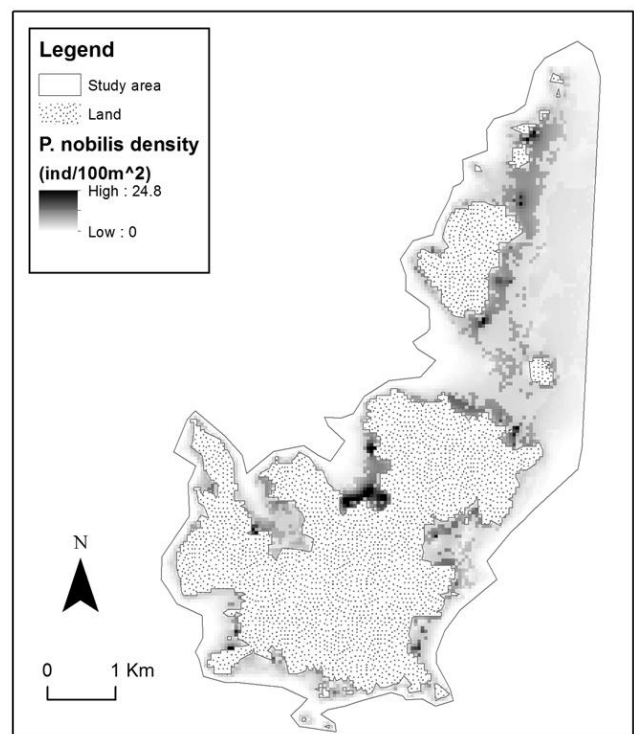 Legend
Study area
Land
P. nobilis density
(ind/100m^2)
High : 24.8
Low : 0
N
0 1 Km